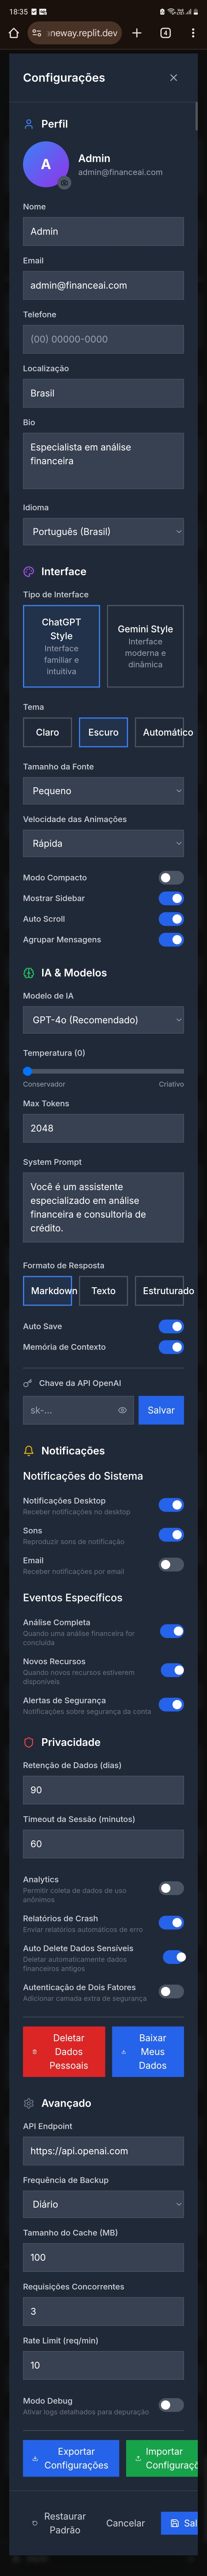 18:35
neway.replit.dev
4
Configurações
Perfil
A
Admin
admin@financeai.com
Nome
Admin
Email
admin@financeai.com
Telefone
(00) 00000-0000
Localização
Brasil
Bio
Especialista em análise
financeira
Idioma
Português (Brasil)
Interface
Tipo de Interface
ChatGPT
Style
Interface
familiar e
intuitiva
Gemini Style
Interface
moderna e
dinâmica
Tema
Claro
Escuro
Automático
Tamanho da Fonte
Pequeno
Velocidade das Animações
Rápida
Modo Compacto
Mostrar Sidebar
Auto Scroll
Agrupar Mensagens
IA & Modelos
Modelo de IA
GPT-4o (Recomendado)
Temperatura (0)
Conservador
Criativo
Max Tokens
2048
System Prompt
Você é um assistente
especializado em análise
financeira e consultoria de
crédito.
Formato de Resposta
Markdown
Texto
Estruturado
Auto Save
Memória de Contexto
Chave da API OpenAI
sk-...
Salvar
Notificações
Notificações do Sistema
Notificações Desktop
Receber notificações no desktop
Sons
Reproduzir sons de notificação
Email
Receber notificações por email
Eventos Específicos
Análise Completa
Quando uma análise financeira for
concluída
Novos Recursos
Quando novos recursos estiverem
disponíveis
Alertas de Segurança
Notificações sobre segurança da conta
Privacidade
Retenção de Dados (dias)
90
Timeout da Sessão (minutos)
60
Analytics
Permitir coleta de dados de uso
anônimos
Relatórios de Crash
Enviar relatórios automáticos de erro
Auto Delete Dados Sensíveis
Deletar automaticamente dados
financeiros antigos
Autenticação de Dois Fatores
Adicionar camada extra de segurança
Deletar
Dados
Pessoais
Baixar
Meus
Dados
Avançado
API Endpoint
https://api.openai.com
Frequência de Backup
Diário
Tamanho do Cache (MB)
100
Requisições Concorrentes
3
Rate Limit (req/min)
10
Modo Debug
Ativar logs detalhados para depuração
Exportar
Configurações
Importar
Configuraçõ
Restaurar
Padrão
Cancelar
Sal